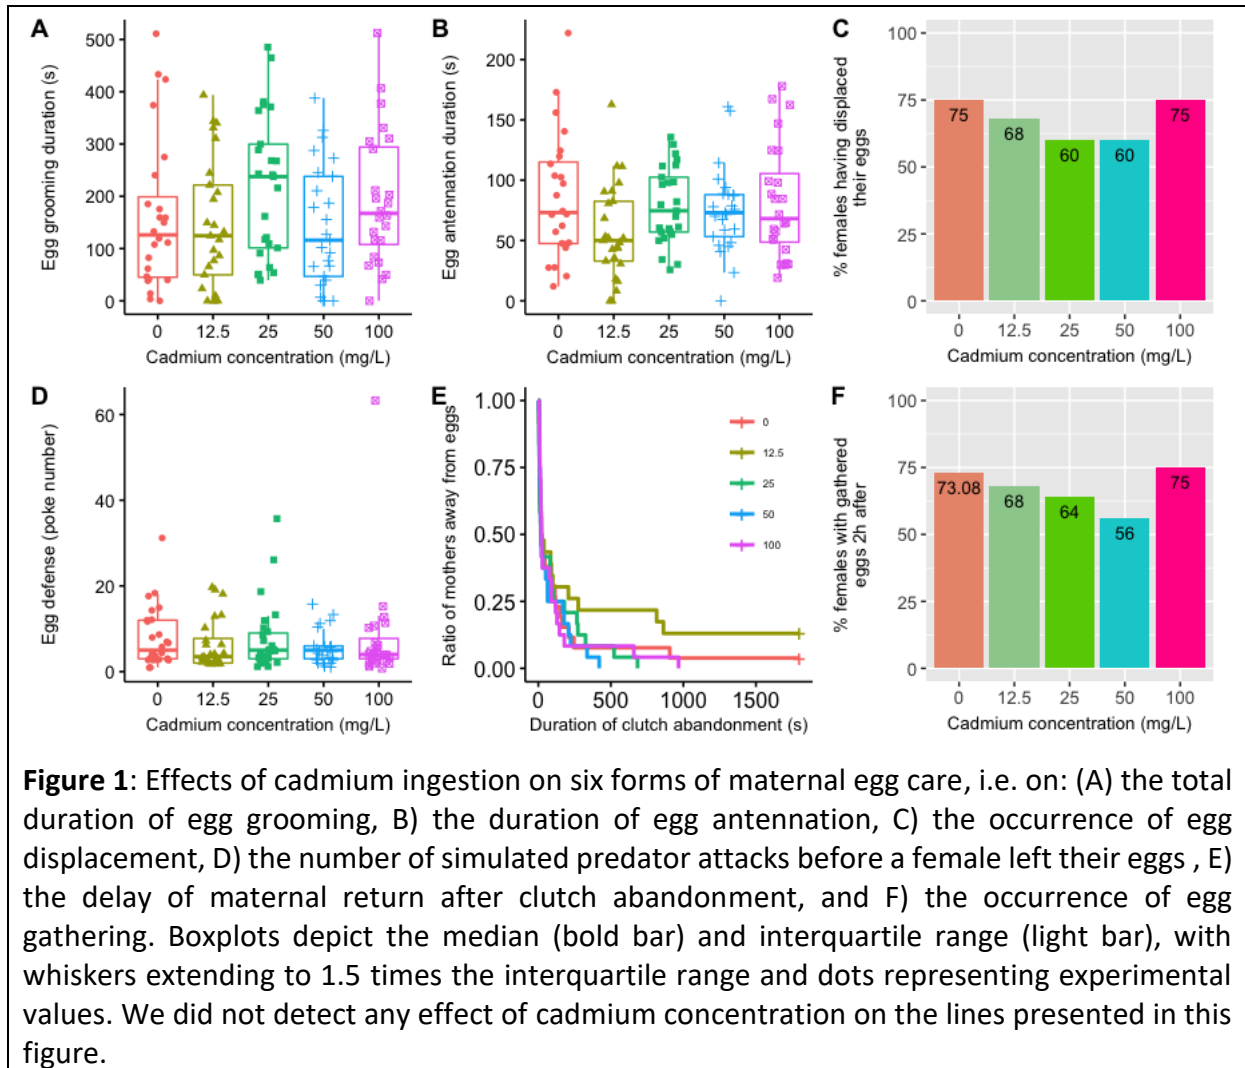 A
Egg grooming duration (s)
500
400
300
200
100
0
0 12.5 25 50 100
Cadmium concentration (mg/L)
B
Egg antennation duration (s)
200
150
100
50
0
0 12.5 25 50 100
Cadmium concentration (mg/L)
C
% females having displaced
their eggs
100
75
50
25
0
75 68 60 60 75
0 12.5 25 50 100
Cadmium concentration (mg/L)
D
Egg defense (poke number)
60
40
20
0
0 12.5 25 50 100
Cadmium concentration (mg/L)
E
Ratio of mothers away from eggs
1.00
0.75
0.50
0.25
0.00
0
12.5
25
50
100
0 500 1000 1500
Duration of clutch abandonment (s)
F
% females with gathered
eggs 2h after
100
75
50
25
0
73.08 68 64 56 75
0 12.5 25 50 100
Cadmium concentration (mg/L)
Figure 1: Effects of cadmium ingestion on six forms of maternal egg care, i.e. on: (A) the total
duration of egg grooming, B) the duration of egg antennation, C) the occurrence of egg
displacement, D) the number of simulated predator attacks before a female left their eggs , E)
the delay of maternal return after clutch abandonment, and F) the occurrence of egg
gathering. Boxplots depict the median (bold bar) and interquartile range (light bar), with
whiskers extending to 1.5 times the interquartile range and dots representing experimental
values. We did not detect any effect of cadmium concentration on the lines presented in this
figure.